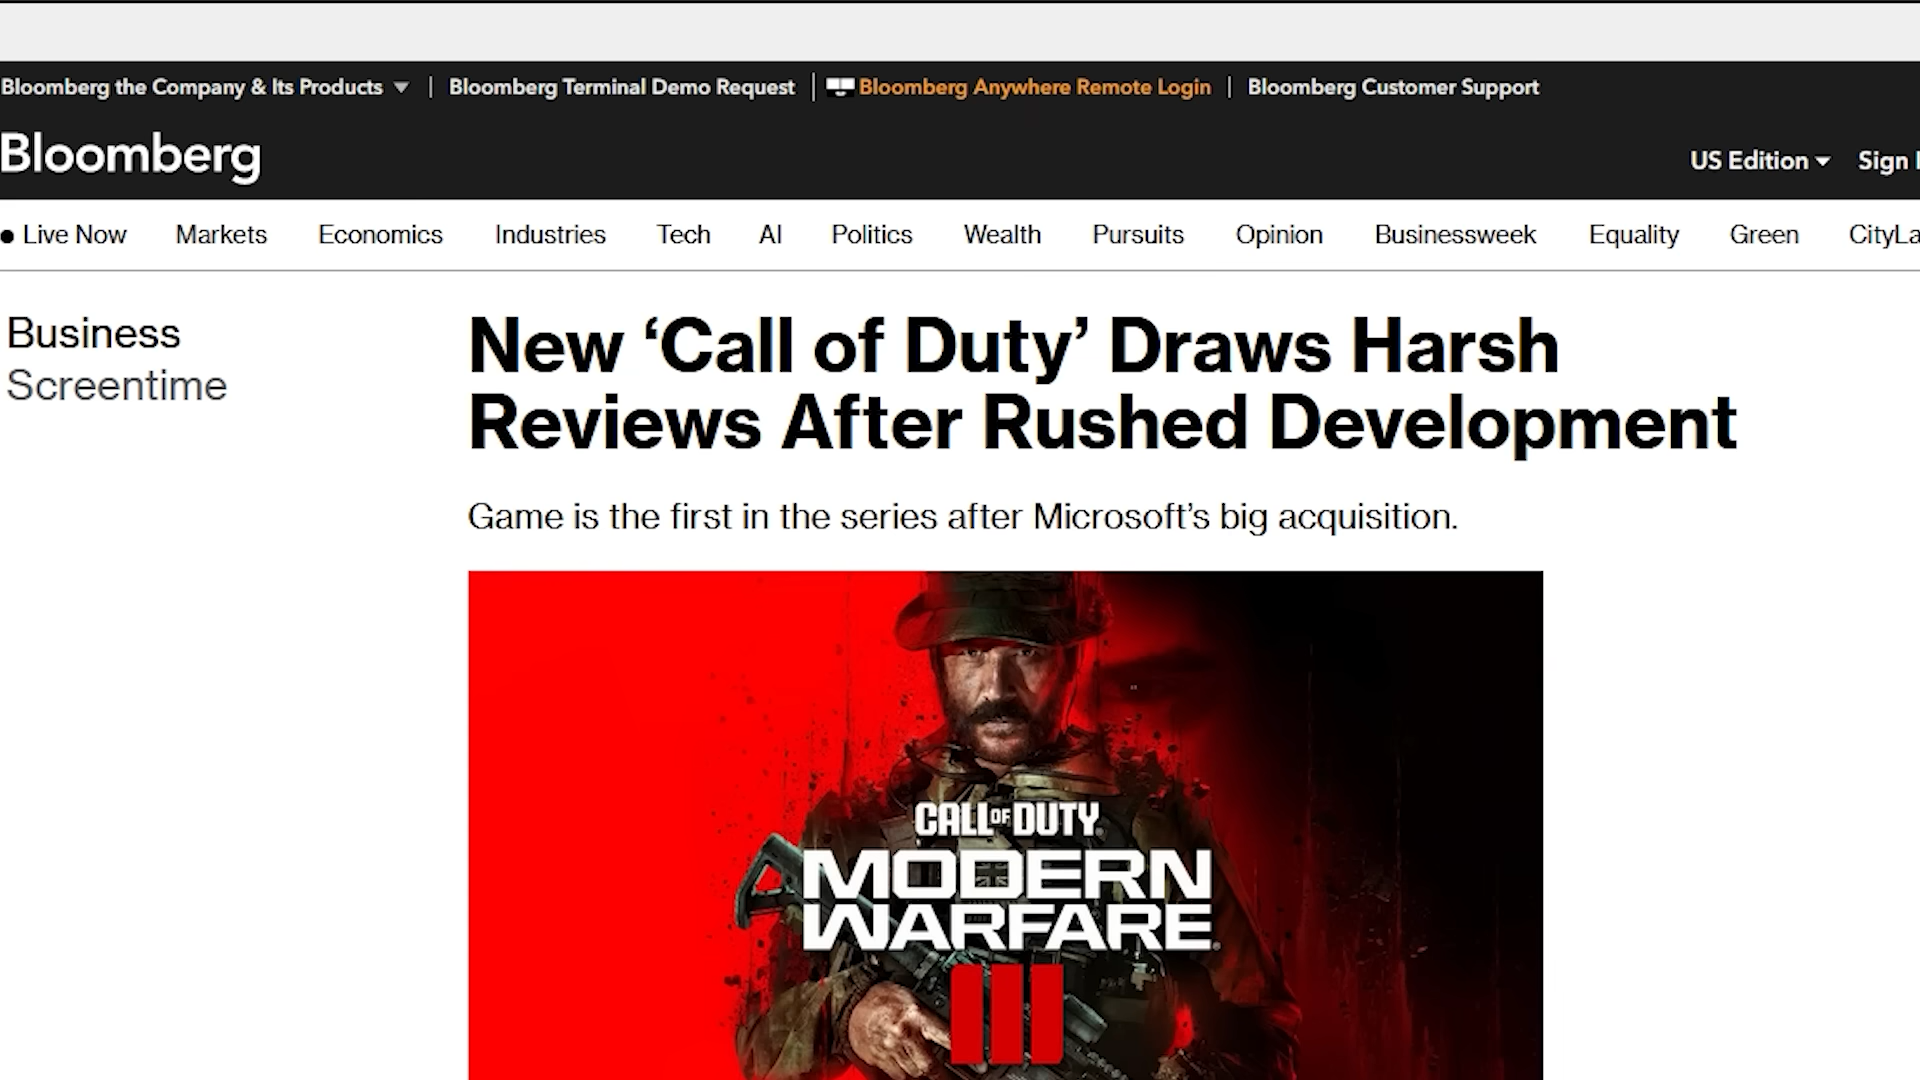 Bloomberg the Company & Its Products ▼ | Bloomberg Terminal Demo Request | Bloomberg Anywhere Remote Login | Bloomberg Customer Support
Bloomberg
US Edition ▾ Sign
• Live Now Markets Economics Industries Tech AI Politics Wealth Pursuits Opinion Businessweek Equality Green CityLa
Business
Screentime
New ‘Call of Duty’ Draws Harsh
Reviews After Rushed Development
Game is the first in the series after Microsoft’s big acquisition.
CALL OF DUTY
MODERN
WARFARE
III